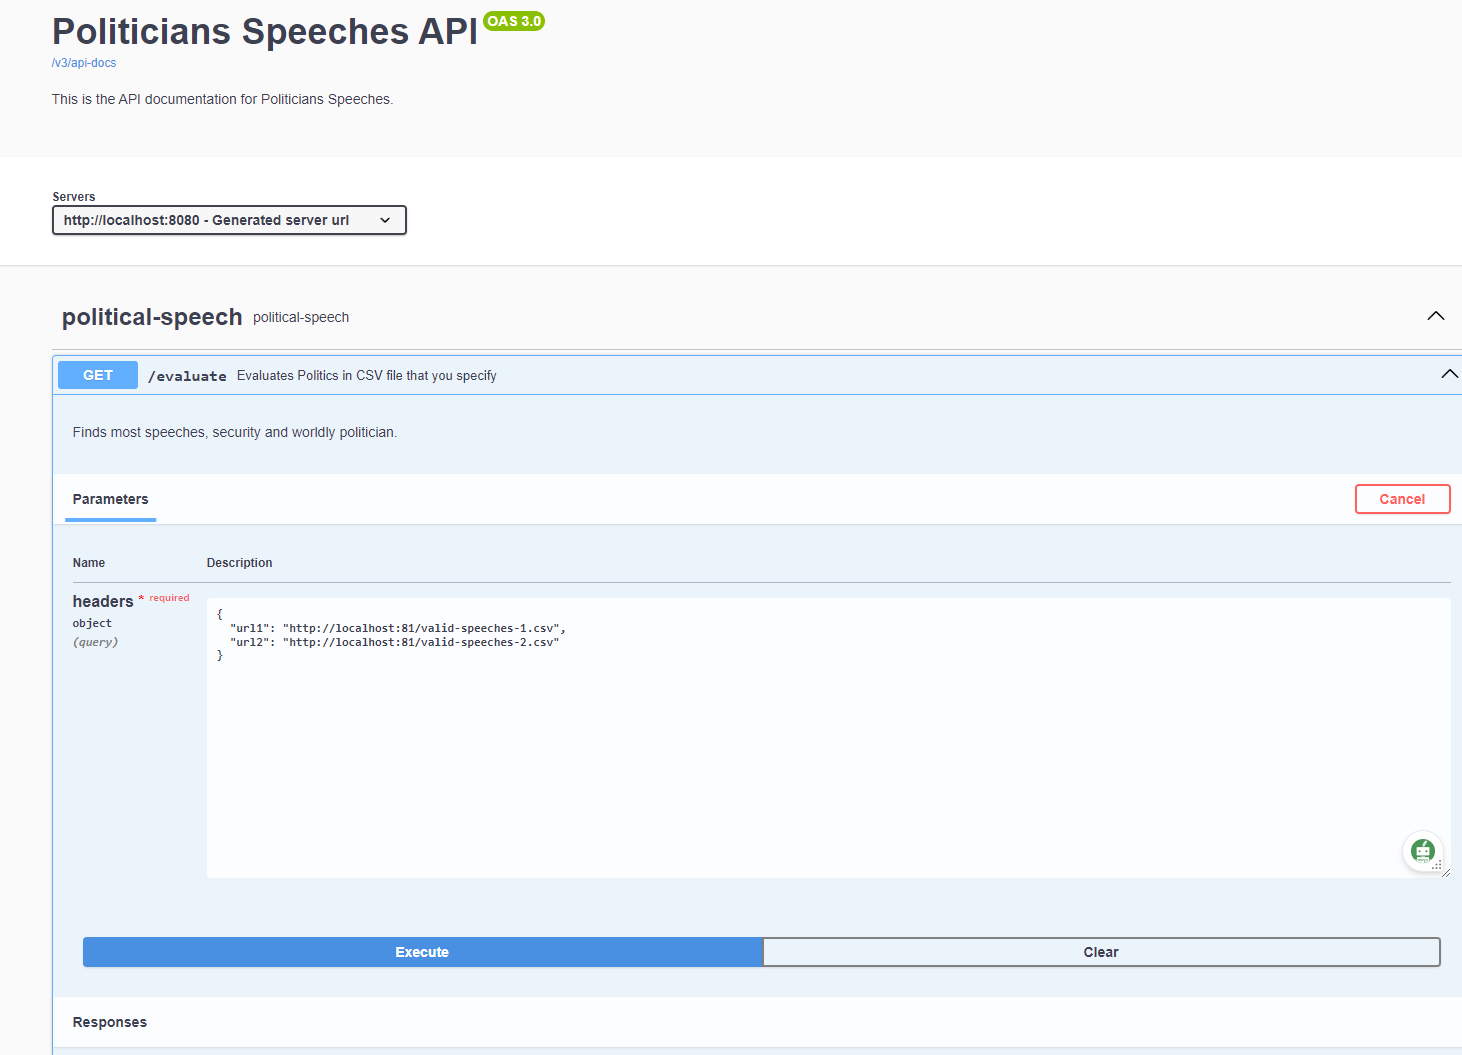 Politicians Speeches API OAS 3.0
/v3/api-docs
This is the API documentation for Politicians Speeches.
Servers
http://localhost:8080 - Generated server url
political-speech political-speech
GET /evaluate Evaluates Politics in CSV file that you specify
Finds most speeches, security and worldly politician.
Parameters Cancel
Name Description
headers * required
object
(query)
{
"url1": "http://localhost:81/valid-speeches-1.csv",
"url2": "http://localhost:81/valid-speeches-2.csv"
}
Execute Clear
Responses